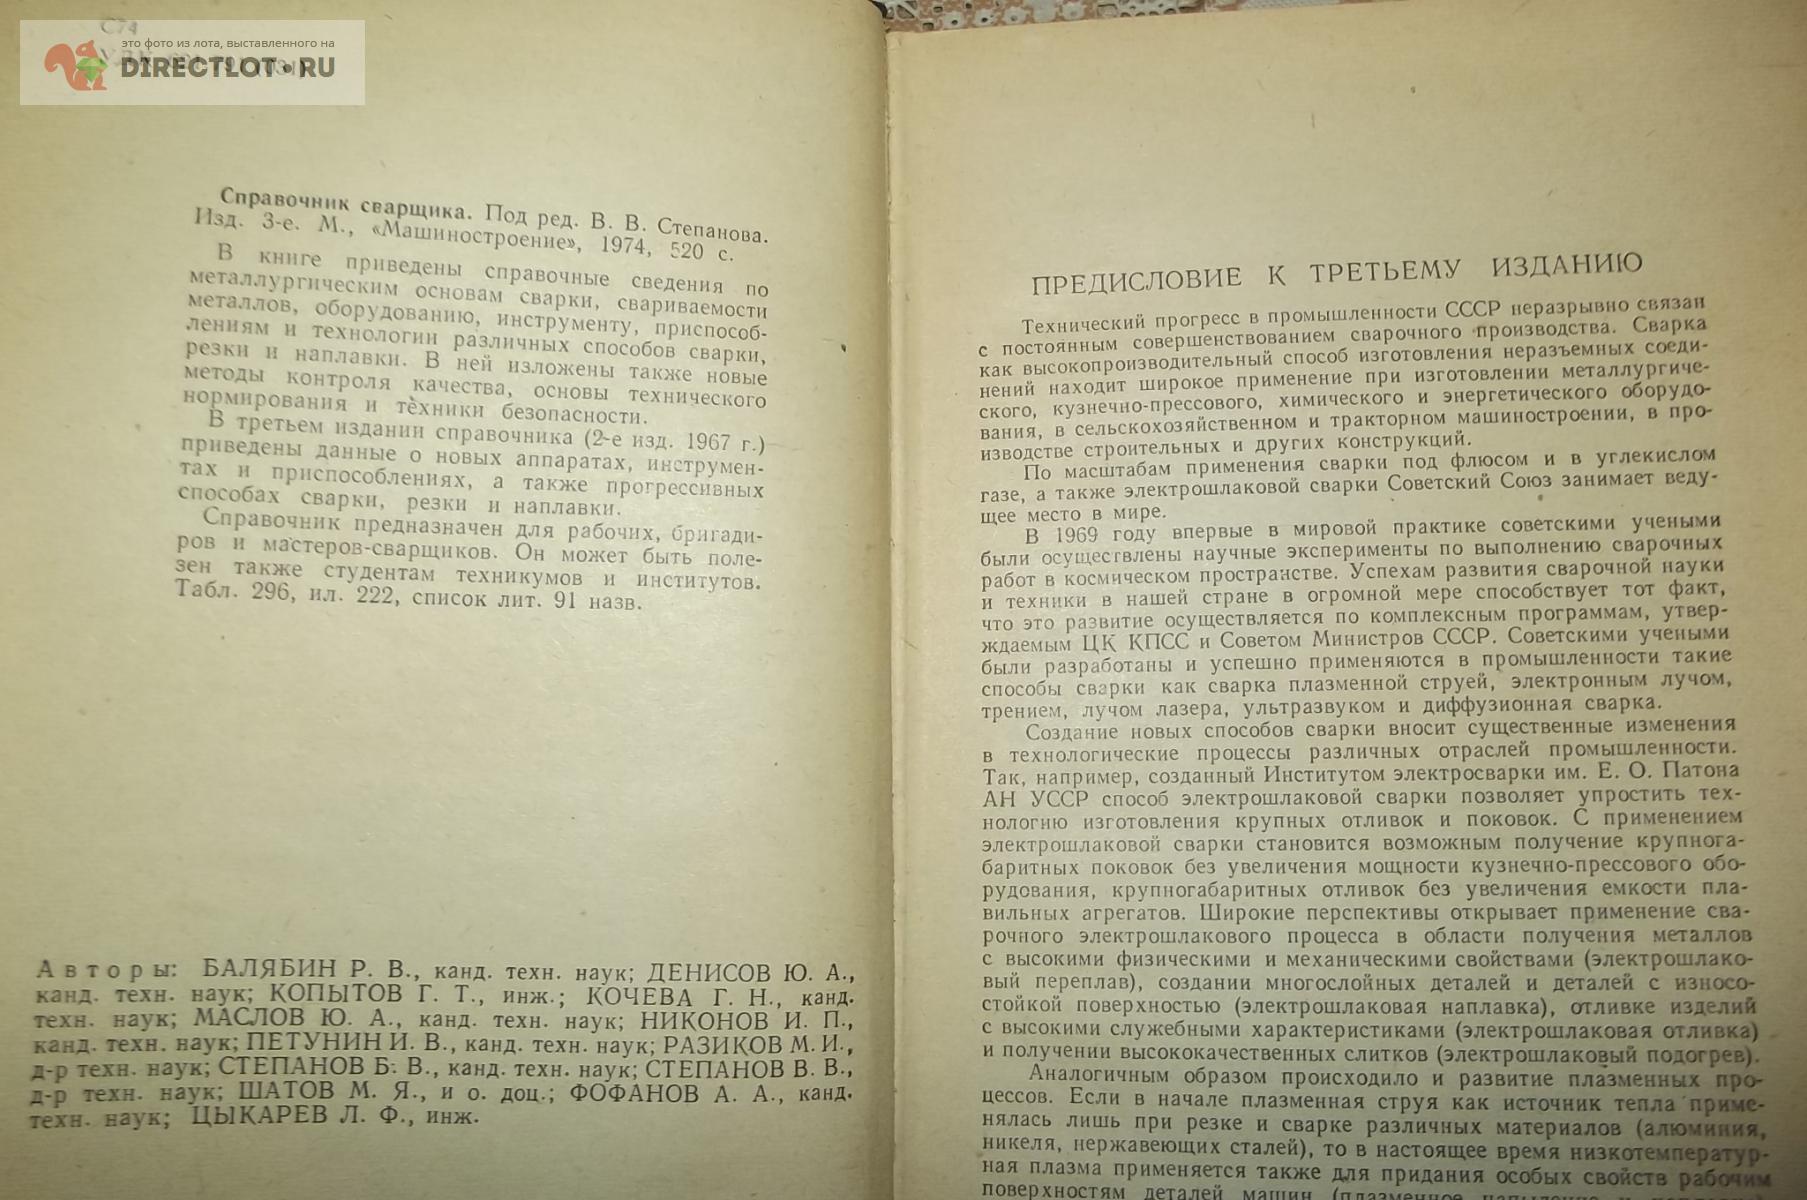 С74
это фото из лота, выставленного на
DIRECTLOT.RU
Справочник сварщика. Под ред. В. В. Степанова.
Изд. 3-е. М., «Машиностроение», 1974, 520 с.
В книге приведены справочные сведения по
металлургическим основам сварки, свариваемости
металлов, оборудованию, инструменту, приспособ-
лениям и технологии различных способов сварки,
резки и наплавки. В ней изложены также новые
методы контроля качества, основы технического
нормирования и техники безопасности.
В третьем издании справочника (2-е изд. 1967 г.)
приведены данные о новых аппаратах, инструмен-
тах и приспособлениях, а также прогрессивных
способах сварки, резки и наплавки.
Справочник предназначен для рабочих, бригади-
ров и мастеров-сварщиков. Он может быть поле-
зен также студентам техникумов и институтов.
Табл. 296, ил. 222, список лит. 91 назв.
Авторы: БАЛЯБИН Р. В., канд. техн. наук; ДЕНИСОВ Ю. А.,
канд. техн. наук; КОПЫТОВ Г. Т., инж.; КОЧЕВА Г. Н., канд.
техн. наук; МАСЛОВ Ю. А., канд. техн. наук; НИКОНОВ И. П.,
канд. техн. наук; ПЕТУНИН И. В., канд. техн. наук; РАЗИКОВ М. И.,
д-р техн. наук; СТЕПАНОВ Б. В., канд. техн. наук; СТЕПАНОВ В. В.,
д-р техн. наук; ШАТОВ М. Я., и о. доц.; ФОФАНОВ А. А., канд.
техн. наук; ЦЫКАРЕВ Л. Ф., инж.
ПРЕДИСЛОВИЕ К ТРЕТЬЕМУ ИЗДАНИЮ
Технический прогресс в промышленности СССР неразрывно связан
с постоянным совершенствованием сварочного производства. Сварка
как высокопроизводительный способ изготовления неразъемных соеди-
нений находит широкое применение при изготовлении металлургиче-
ского, кузнечно-прессового, химического и энергетического оборудо-
вания, в сельскохозяйственном и тракторном машиностроении, в про-
изводстве строительных и других конструкций.
По масштабам применения сварки под флюсом и в углекислом
газе, а также электрошлаковой сварки Советский Союз занимает веду-
щее место в мире.
В 1969 году впервые в мировой практике советскими учеными
были осуществлены научные эксперименты по выполнению сварочных
работ в космическом пространстве. Успехам развития сварочной науки
и техники в нашей стране в огромной мере способствует тот факт,
что это развитие осуществляется по комплексным программам, утвер-
ждаемым ЦК КПСС и Советом Министров СССР. Советскими учеными
были разработаны и успешно применяются в промышленности такие
способы сварки как сварка плазменной струей, электронным лучом,
трением, лучом лазера, ультразвуком и диффузионная сварка.
Создание новых способов сварки вносит существенные изменения
в технологические процессы различных отраслей промышленности.
Так, например, созданный Институтом электросварки им. Е. О. Патона
АН УССР способ электрошлаковой сварки позволяет упростить тех-
нологию изготовления крупных отливок и поковок. С применением
электрошлаковой сварки становится возможным получение крупнога-
баритных поковок без увеличения мощности кузнечно-прессового обо-
рудования, крупногабаритных отливок без увеличения емкости пла-
вильных агрегатов. Широкие перспективы открывает применение сва-
рочного электрошлакового процесса в области получения металлов
с высокими физическими и механическими свойствами (электрошлако-
вый переплав), создании многослойных деталей и деталей с износо-
стойкой поверхностью (электрошлаковая наплавка), отливке изделий
с высокими служебными характеристиками (электрошлаковая отливка)
и получении высококачественных слитков (электрошлаковый подогрев).
Аналогичным образом происходило и развитие плазменных про-
цессов. Если в начале плазменная струя как источник тепла приме-
нялась лишь при резке и сварке различных материалов (алюминия,
никеля, нержавеющих сталей), то в настоящее время низкотемператур-
ная плазма применяется также для придания особых свойств рабочим
поверхностям деталей машин (плазменное